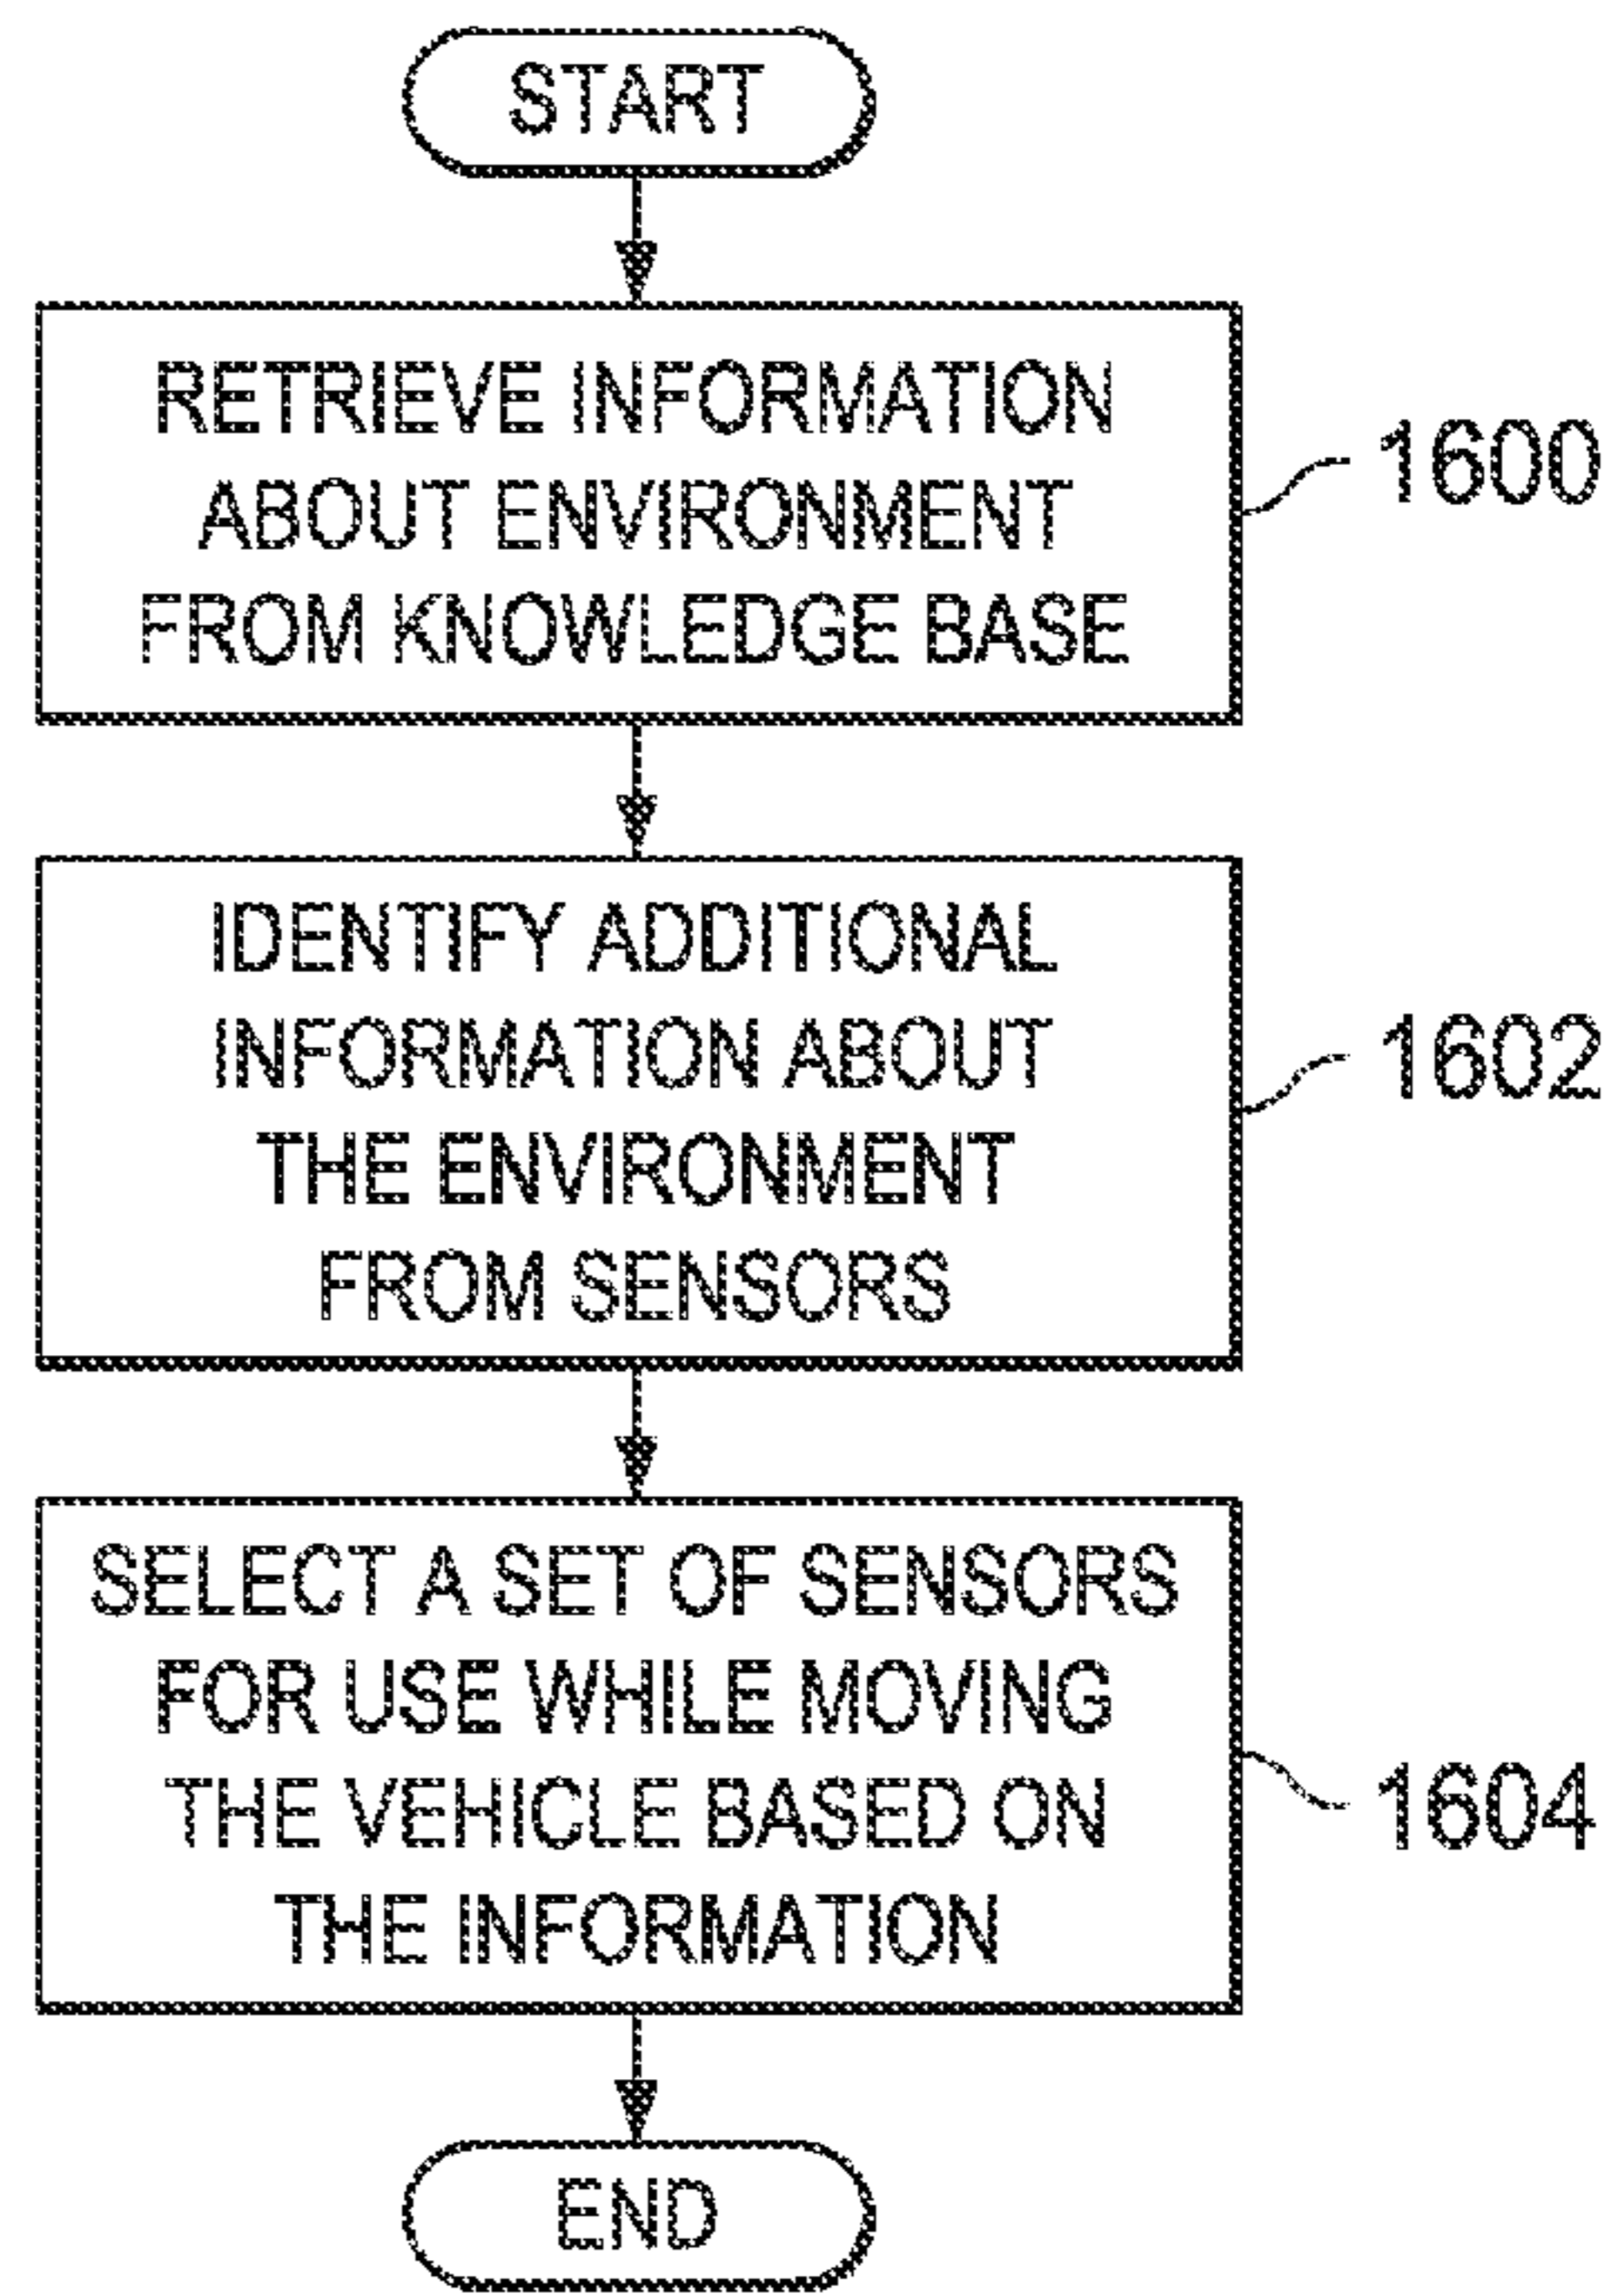 START
RETRIEVE INFORMATION
ABOUT ENVIRONMENT
FROM KNOWLEDGE BASE
1600
IDENTIFY ADDITIONAL
INFORMATION ABOUT
THE ENVIRONMENT
FROM SENSORS
1602
SELECT A SET OF SENSORS
FOR USE WHILE MOVING
THE VEHICLE BASED ON
THE INFORMATION
1604
END